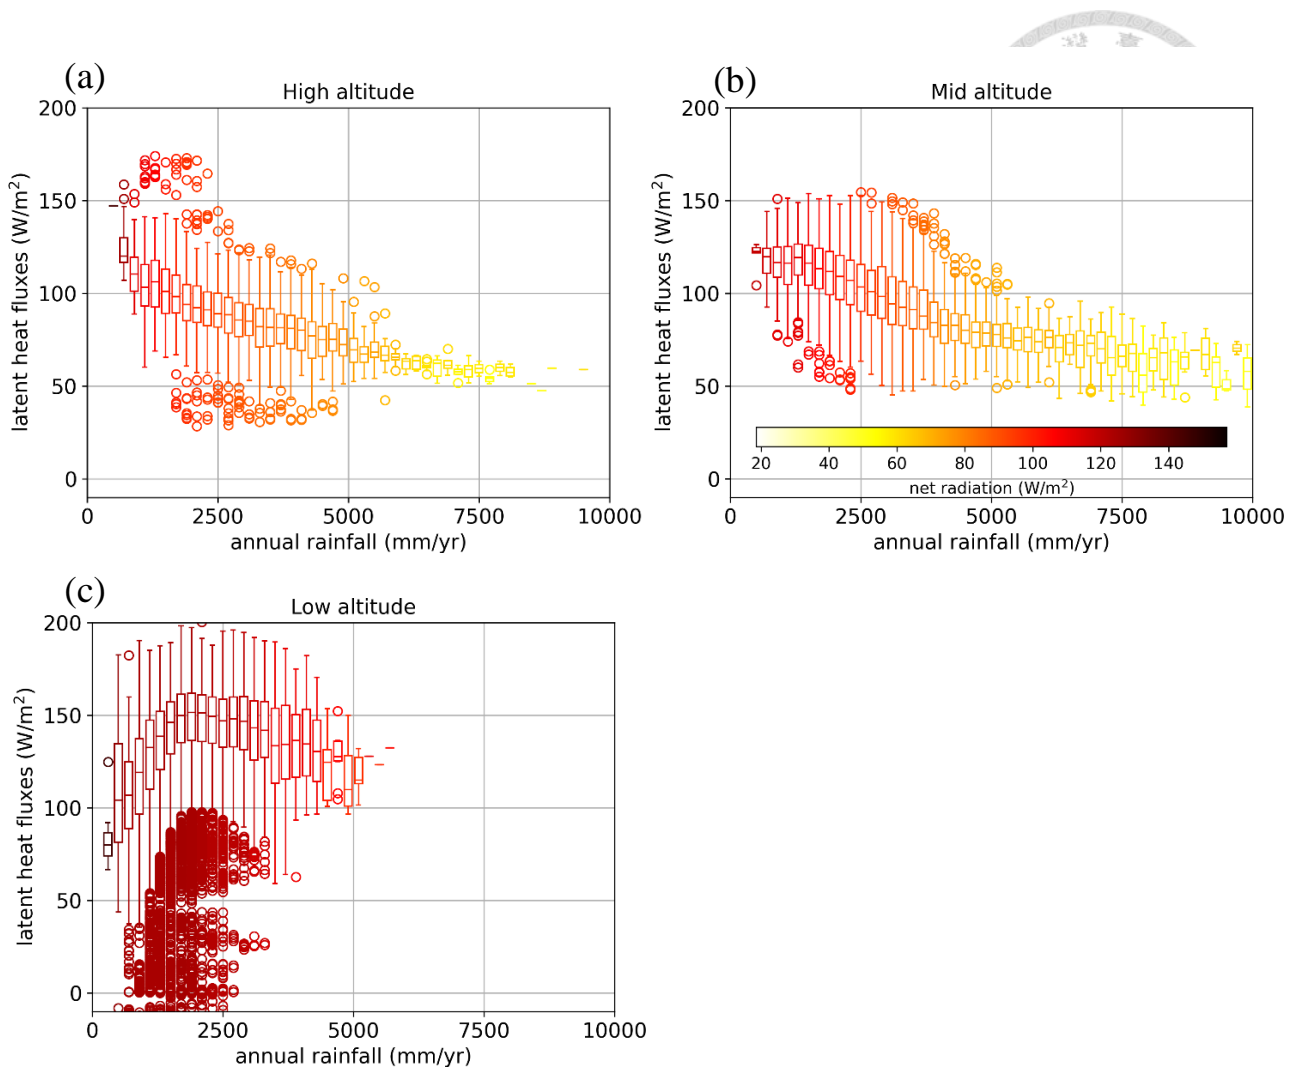 (a)
High altitude
200
150
100
50
0
latent heat fluxes (W/m²)
0 2500 5000 7500 10000
annual rainfall (mm/yr)
(b)
Mid altitude
200
150
100
50
0
latent heat fluxes (W/m²)
20 40 60 80 100 120 140
net radiation (W/m²)
0 2500 5000 7500 10000
annual rainfall (mm/yr)
(c)
Low altitude
200
150
100
50
0
latent heat fluxes (W/m²)
0 2500 5000 7500 10000
annual rainfall (mm/yr)